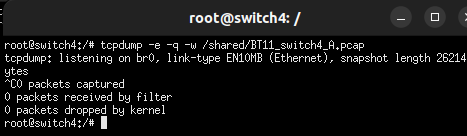 root@switch4: /
root@switch4:/# tcpdump -e -q -w /shared/BT11_switch4_A.pcap
tcpdump: listening on br0, link-type EN10MB (Ethernet), snapshot length 26214
ytes
^C0 packets captured
0 packets received by filter
0 packets dropped by kernel
root@switch4:/#